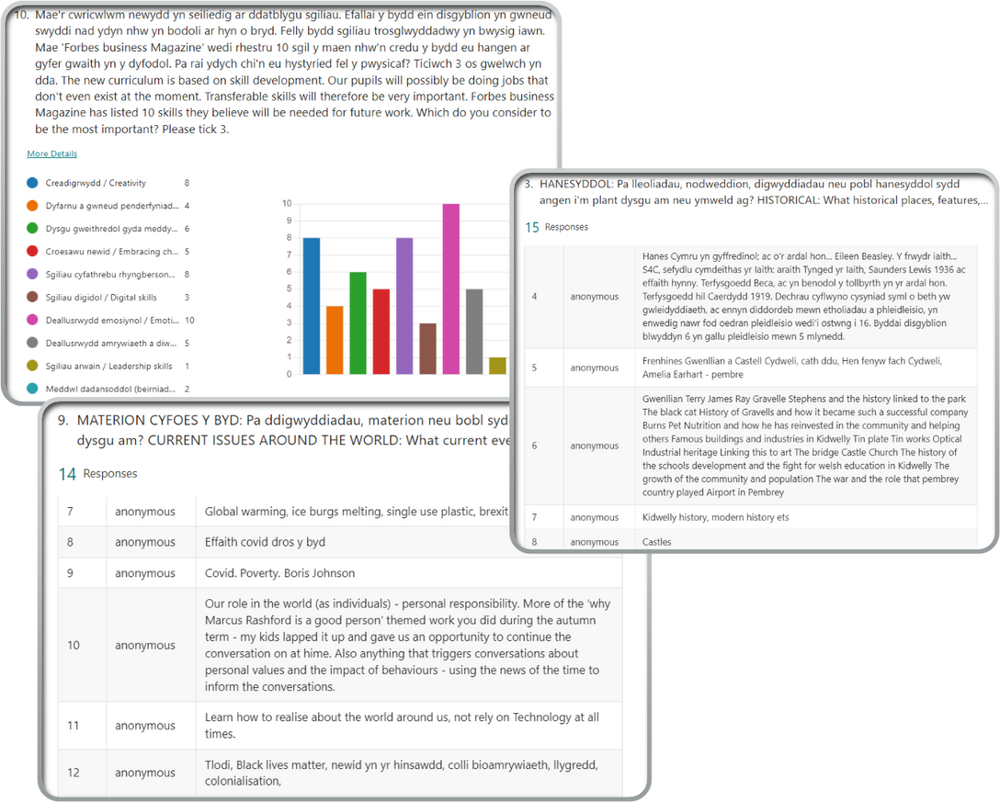 10. Mae'r cwricwlwm newydd yn seiliedig ar ddatblygu sgiliau. Efallai y bydd ein disgyblion yn gwneud
swyddi nad ydyn nhw yn bodoli ar hyn o bryd. Felly bydd sgiliau trosglwyddadwy yn bwysig iawn.
Mae 'Forbes business Magazine' wedi rhestru 10 sgil y maen nhw'n credu y bydd eu hangen ar
gyfer gwaith yn y dyfodol. Pa rai ydych chi'n eu hystyried fel y pwysicaf? Ticiwch 3 os gwelwch yn
dda. The new curriculum is based on skill development. Our pupils will possibly be doing jobs that
don't even exist at the moment. Transferable skills will therefore be very important. Forbes business
Magazine has listed 10 skills they believe will be needed for future work. Which do you consider to
be the most important? Please tick 3.
More Details
Creadigrwydd / Creativity 8
Dyfarnu a gwneud penderfyniad... 4
Dysgu gweithredol gyda meddy... 6
Croesawu newid / Embracing ch... 5
Sgiliau cyfathrebu rhyngberson... 8
Sgiliau digidol / Digital skills 3
Deallusrwydd emosiynol / Emoti... 10
Deallusrwydd amrywiaeth a diw... 5
Sgiliau arwain / Leadership skills 1
Meddwl dadansoddol (beirniad... 2
10
9
8
7
6
5
4
3
2
1
0
3. HANESYDDOL: Pa lleoliadau, nodweddion, digwyddiadau neu pobl hanesyddol sydd
angen i'm plant dysgu am neu ymweld ag? HISTORICAL: What historical places, features,...
15 Responses
4 anonymous
Hanes Cymru yn gyffredinol; ac o'r ardal hon... Eileen Beasley. Y frwydr iaith...
S4C, sefydlu cymdeithas yr Iaith: araith Tynged yr Iaith, Saunders Lewis 1936 ac
effaith hynny. Terfysgoedd Beca, ac yn benodol y tollbyrth yn yr ardal hon.
Terfysgoedd hil Caerdydd 1919. Dechrau cyflwyno cysyniad syml o beth yw
gwleidyddiaeth, ac ennyn diddordeb mewn etholiadau a phleidleisio, yn
enwedig nawr fod oedran pleidleisio wedi'i ostwng i 16. Byddai disgyblion
blwyddyn 6 yn gallu pleidleisio mewn 5 mlynedd.
5 anonymous
Frenhines Gwenllian a Castell Cydweli, cath ddu, Hen fenyw fach Cydweli,
Amelia Earhart - pembre
6 anonymous
Gwenllian Terry James Ray Gravelle Stephens and the history linked to the park
The black cat History of Gravells and how it became such a successful company
Burns Pet Nutrition and how he has reinvested in the community and helping
others Famous buildings and industries in Kidwelly Tin plate Tin works Optical
Industrial heritage Linking this to art The bridge Castle Church The history of
the schools development and the fight for welsh education in Kidwelly The
growth of the community and population The war and the role that pembrey
country played Airport in Pembrey
7 anonymous Kidwelly history, modern history ets
8 anonymous Castles
9. MATERION CYFOES Y BYD: Pa ddigwyddiadau, materion neu bobl syd
dysgu am? CURRENT ISSUES AROUND THE WORLD: What current eve
14 Responses
7 anonymous Global warming, ice burgs melting, single use plastic, brexit
8 anonymous Effaith covid dros y byd
9 anonymous Covid. Poverty. Boris Johnson
10 anonymous
Our role in the world (as individuals) - personal responsibility. More of the 'why
Marcus Rashford is a good person' themed work you did during the autumn
term - my kids lapped it up and gave us an opportunity to continue the
conversation on at hime. Also anything that triggers conversations about
personal values and the impact of behaviours - using the news of the time to
inform the conversations.
11 anonymous
Learn how to realise about the world around us, not rely on Technology at all
times.
12 anonymous
Tlodi, Black lives matter, newid yn yr hinsawdd, colli bioamrywiaeth, llygredd,
colonialisation,